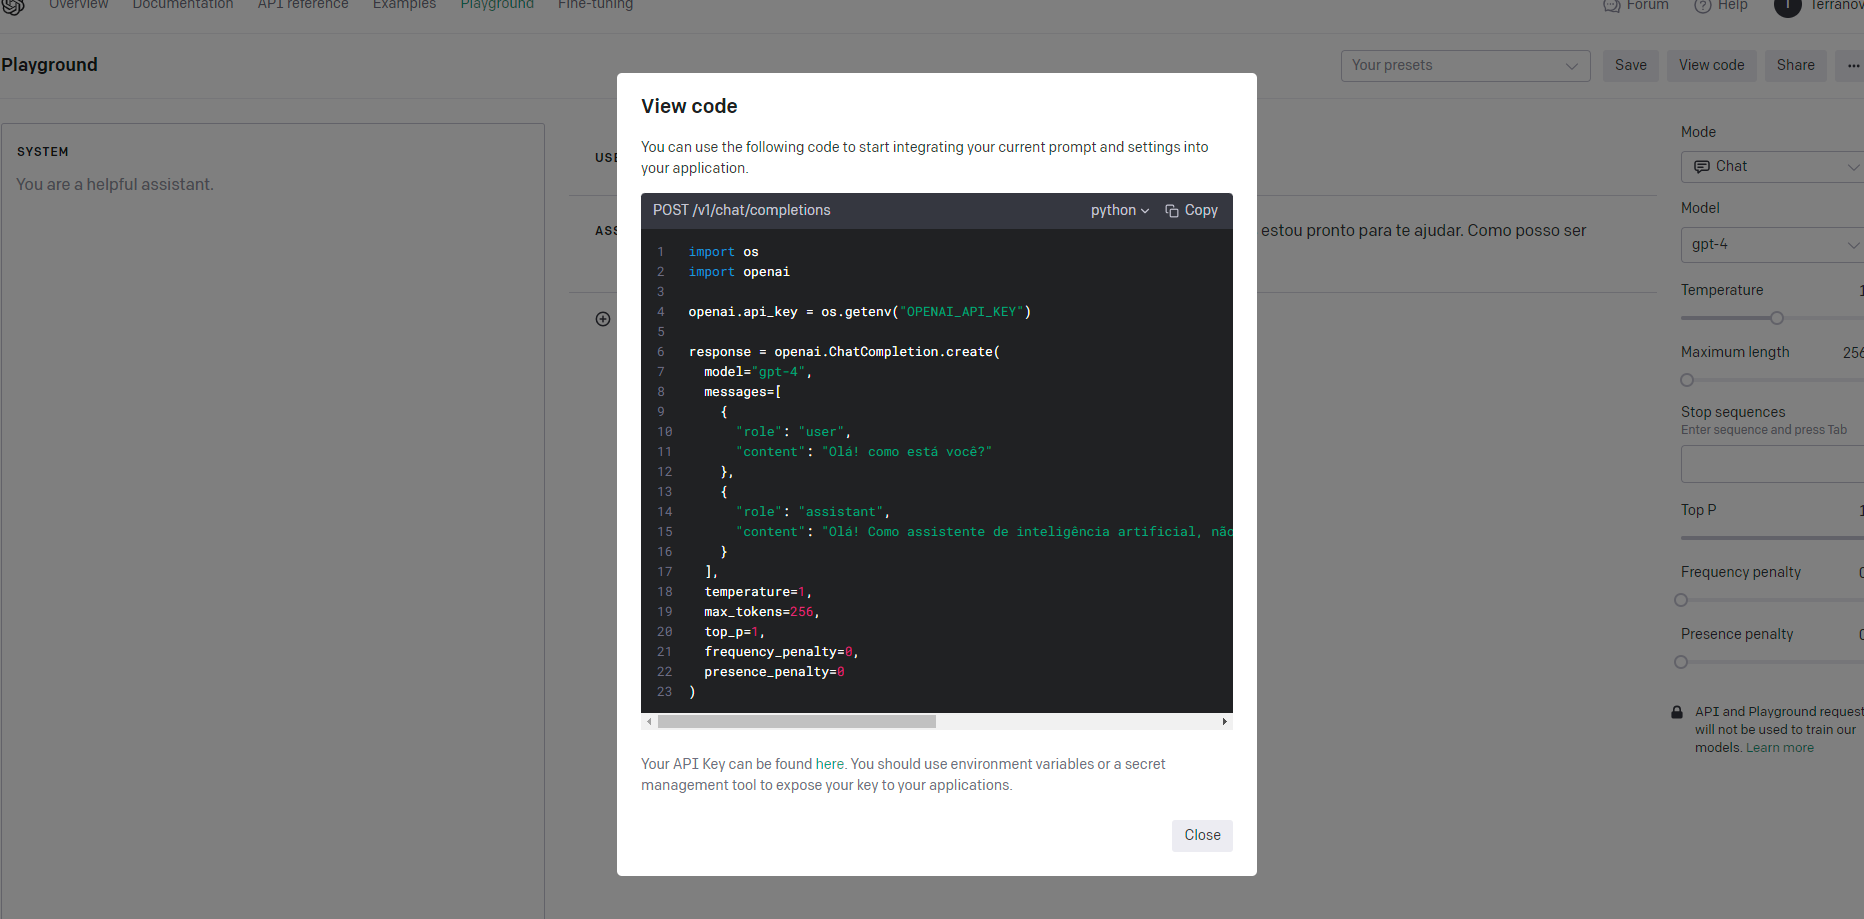 Overview Documentation API reference Examples Playground Fine-tuning Forum Help Terranov
Playground
Your presets Save View code Share ...
SYSTEM
You are a helpful assistant.
USE
ASS
estou pronto para te ajudar. Como posso ser
View code
You can use the following code to start integrating your current prompt and settings into
your application.
POST /v1/chat/completions python Copy
1 import os
2 import openai
3
4 openai.api_key = os.getenv("OPENAI_API_KEY")
5
6 response = openai.ChatCompletion.create(
7 model="gpt-4",
8 messages=[
9 {
10 "role": "user",
11 "content": "Olá! como está você?"
12 },
13 {
14 "role": "assistant",
15 "content": "Olá! Como assistente de inteligência artificial, não
16 }
17 ],
18 temperature=1,
19 max_tokens=256,
20 top_p=1,
21 frequency_penalty=0,
22 presence_penalty=0
23 )
Your API Key can be found here. You should use environment variables or a secret
management tool to expose your key to your applications.
Close
Mode
Chat
Model
gpt-4
Temperature 1
Maximum length 256
Stop sequences
Enter sequence and press Tab
Top P 1
Frequency penalty 0
Presence penalty 0
API and Playground request
will not be used to train our
models. Learn more